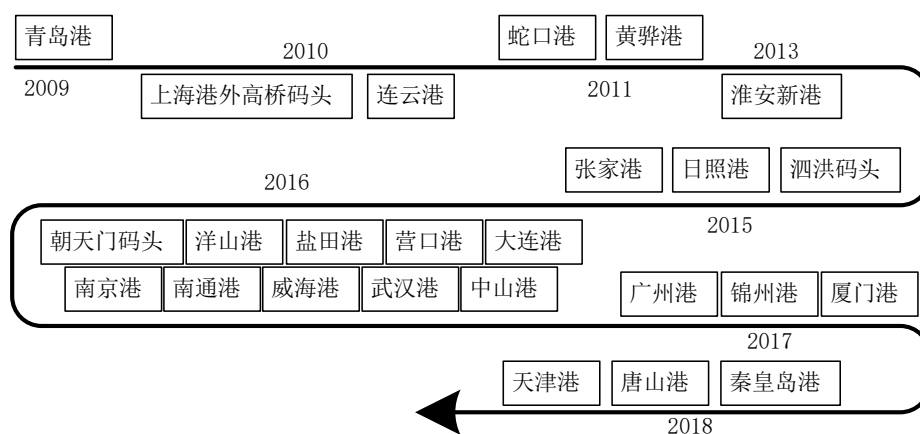 青岛港
2010
蛇口港
黄骅港
2013
2009
上海港外高桥码头
连云港
2011
淮安新港
2016
张家港
日照港
泗洪码头
2015
朝天门码头
洋山港
盐田港
营口港
大连港
南京港
南通港
威海港
武汉港
中山港
广州港
锦州港
厦门港
2017
天津港
唐山港
秦皇岛港
2018